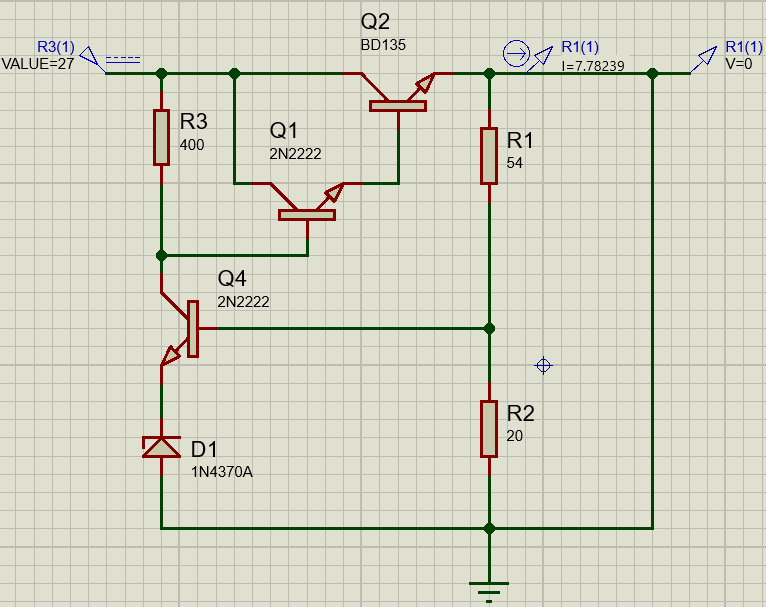 Q2
BD135
R3(1)
VALUE=27
R1(1)
I=7.78239
R1(1)
V=0
R3
400
Q1
2N2222
R1
54
Q4
2N2222
R2
20
D1
1N4370A